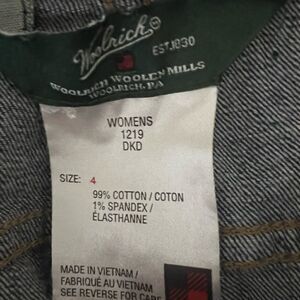 Woolrich®
EST. 1830
WOOLRICH WOOLEN MILLS
WOOLRICH, PA
WOMENS
1219
DKD
SIZE: 4
99% COTTON / COTON
1% SPANDEX /
ÉLASTHANNE
MADE IN VIETNAM /
FABRIQUÉ AU VIETNAM
SEE REVERSE FOR CARE